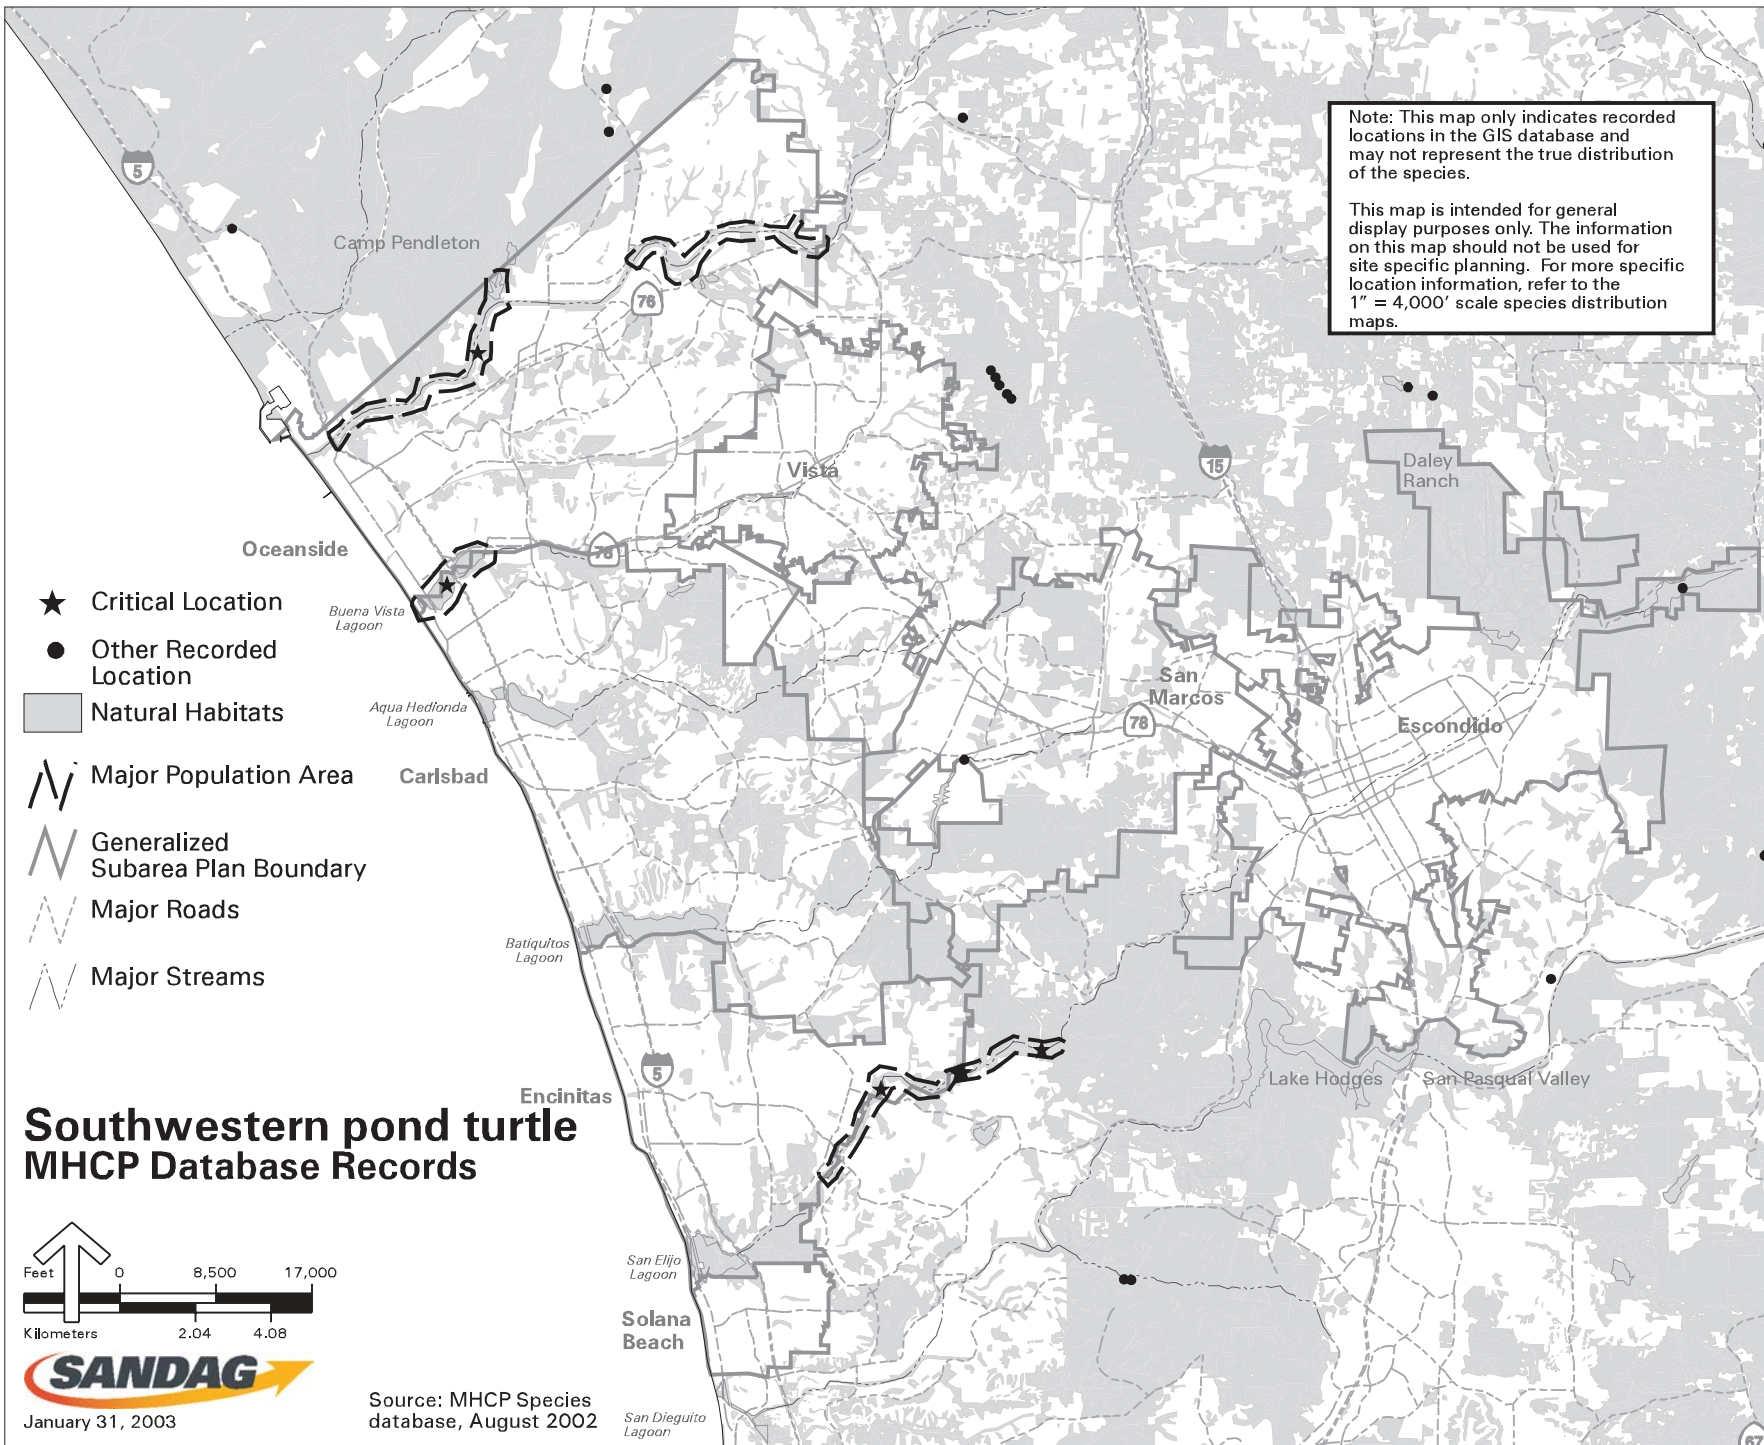 Note: This map only indicates recorded
locations in the GIS database and
may not represent the true distribution
of the species.
This map is intended for general
display purposes only. The information
on this map should not be used for
site specific planning. For more specific
location information, refer to the
1" = 4,000' scale species distribution
maps.
5
Camp Pendleton
76
15
Daley
Ranch
Vista
Oceanside
78
Buena Vista
Lagoon
Aqua Hedionda
Lagoon
Carlsbad
San
Marcos
78
Escondido
Batiquitos
Lagoon
5
Encinitas
Lake Hodges
San Pasqual Valley
San Elijo
Lagoon
Solana
Beach
San Dieguito
Lagoon
67
Critical Location
Other Recorded
Location
Natural Habitats
Major Population Area
Generalized
Subarea Plan Boundary
Major Roads
Major Streams
Southwestern pond turtle
MHCP Database Records
Feet 0 8,500 17,000
Kilometers 2.04 4.08
SANDAG
January 31, 2003
Source: MHCP Species
database, August 2002